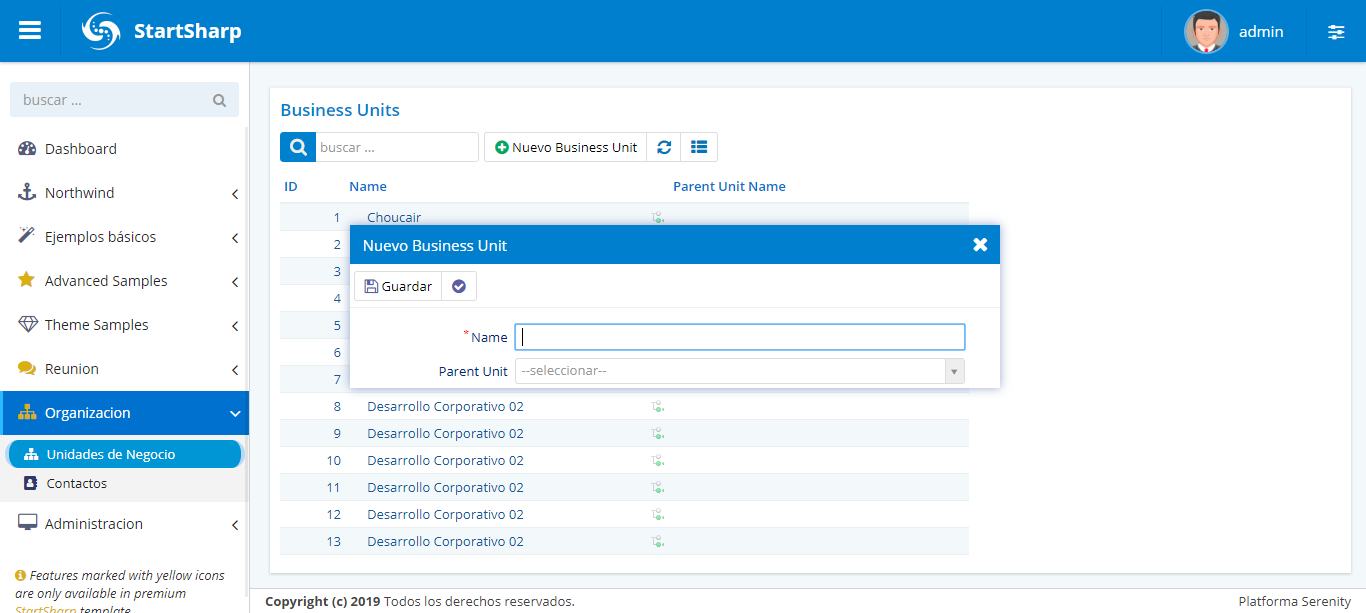 StartSharp
admin
buscar ...
Dashboard
Northwind
Ejemplos básicos
Advanced Samples
Theme Samples
Reunion
Organizacion
Unidades de Negocio
Contactos
Administracion
Features marked with yellow icons
are only available in premium
StartSharp template
Business Units
buscar ...
Nuevo Business Unit
ID Name Parent Unit Name
1 Choucair
2
3
4
5
6
7
Nuevo Business Unit
Guardar
* Name
Parent Unit --seleccionar--
8 Desarrollo Corporativo 02
9 Desarrollo Corporativo 02
10 Desarrollo Corporativo 02
11 Desarrollo Corporativo 02
12 Desarrollo Corporativo 02
13 Desarrollo Corporativo 02
Copyright (c) 2019 Todos los derechos reservados.
Platforma Serenity